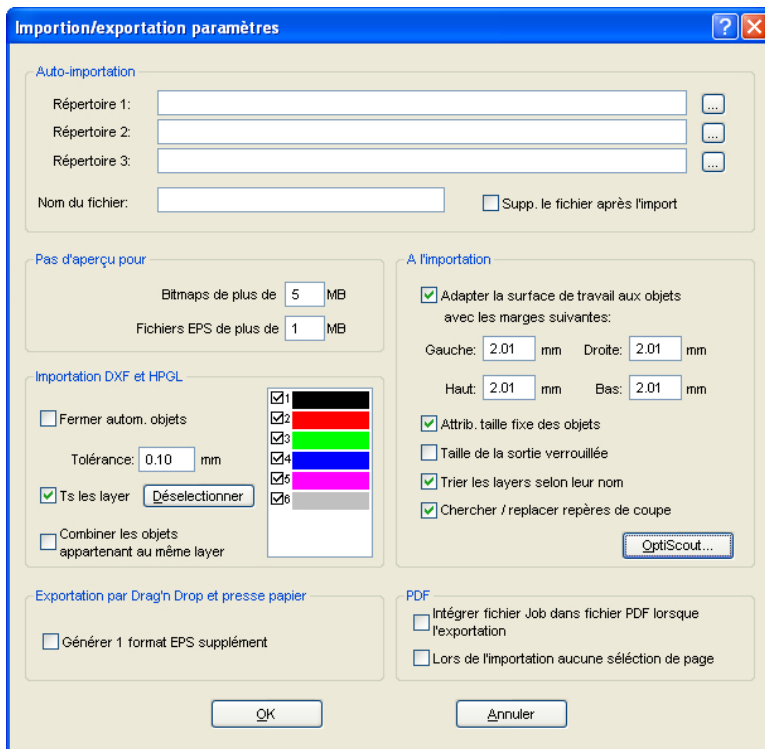 Importion/exportation paramètres
Auto-importation
Répertoire 1:
...
Répertoire 2:
...
Répertoire 3:
...
Nom du fichier:
Supp. le fichier après l'import
Pas d'aperçu pour
Bitmaps de plus de 5 MB
Fichiers EPS de plus de 1 MB
A l'importation
Adapter la surface de travail aux objets
avec les marges suivantes:
Gauche: 2.01 mm Droite: 2.01 mm
Haut: 2.01 mm Bas: 2.01 mm
Attrib. taille fixe des objets
Taille de la sortie verrouillée
Trier les layers selon leur nom
Chercher / replacer repères de coupe
OptiScout...
Importation DXF et HPGL
Fermer autom. objets
Tolérance: 0.10 mm
Ts les layer Déselectionner
Combiner les objets
appartenant au même layer
1
2
3
4
5
6
Exportation par Drag'n Drop et presse papier
Générer 1 format EPS supplément
PDF
Intégrer fichier Job dans fichier PDF lorsque
l'exportation
Lors de l'importation aucune séléction de page
OK
Annuler